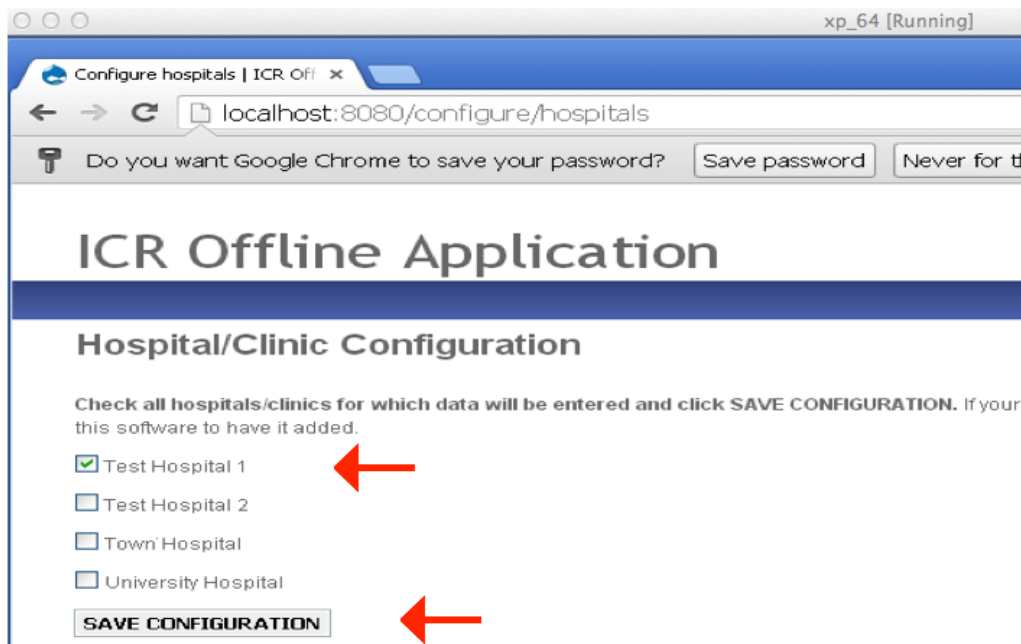 xp_64 [Running]
Configure hospitals | ICR Off
localhost:8080/configure/hospitals
Do you want Google Chrome to save your password? Save password Never for th
ICR Offline Application
Hospital/Clinic Configuration
Check all hospitals/clinics for which data will be entered and click SAVE CONFIGURATION. If your
this software to have it added.
Test Hospital 1
Test Hospital 2
Town Hospital
University Hospital
SAVE CONFIGURATION